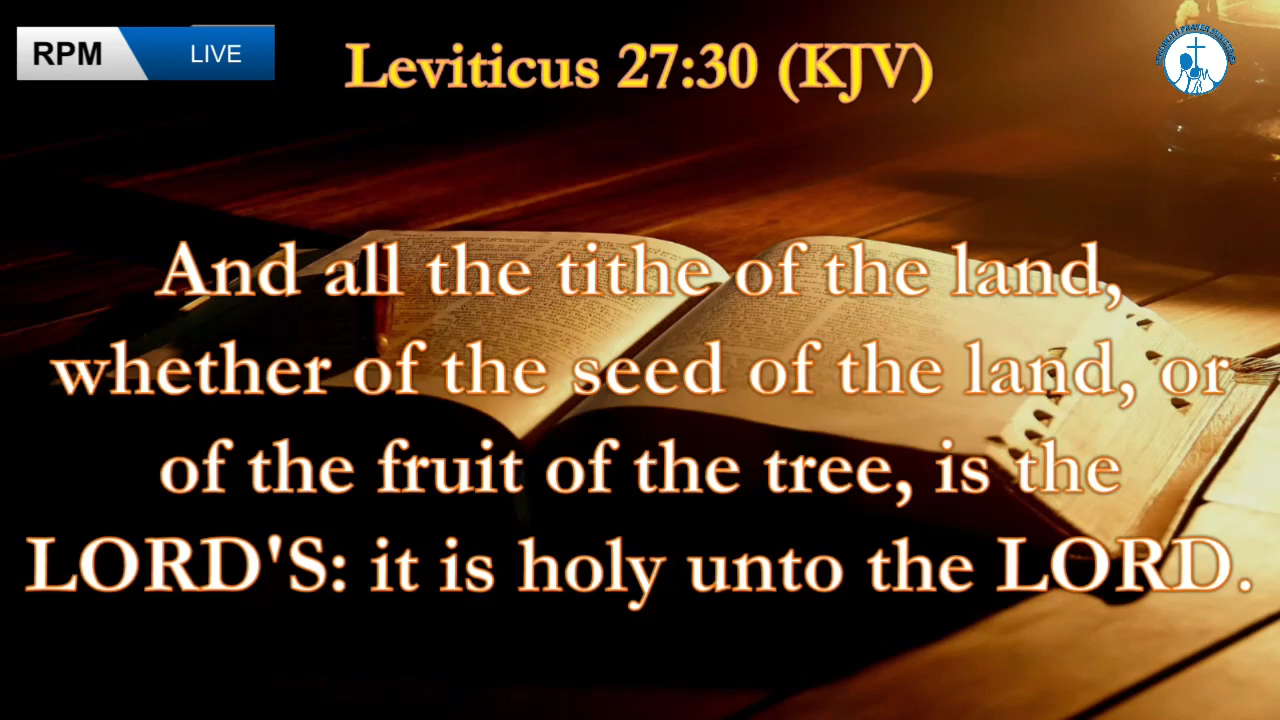 RPM LIVE
Leviticus 27:30 (KJV)
And all the tithe of the land,
whether of the seed of the land, or
of the fruit of the tree, is the
LORD'S: it is holy unto the LORD.